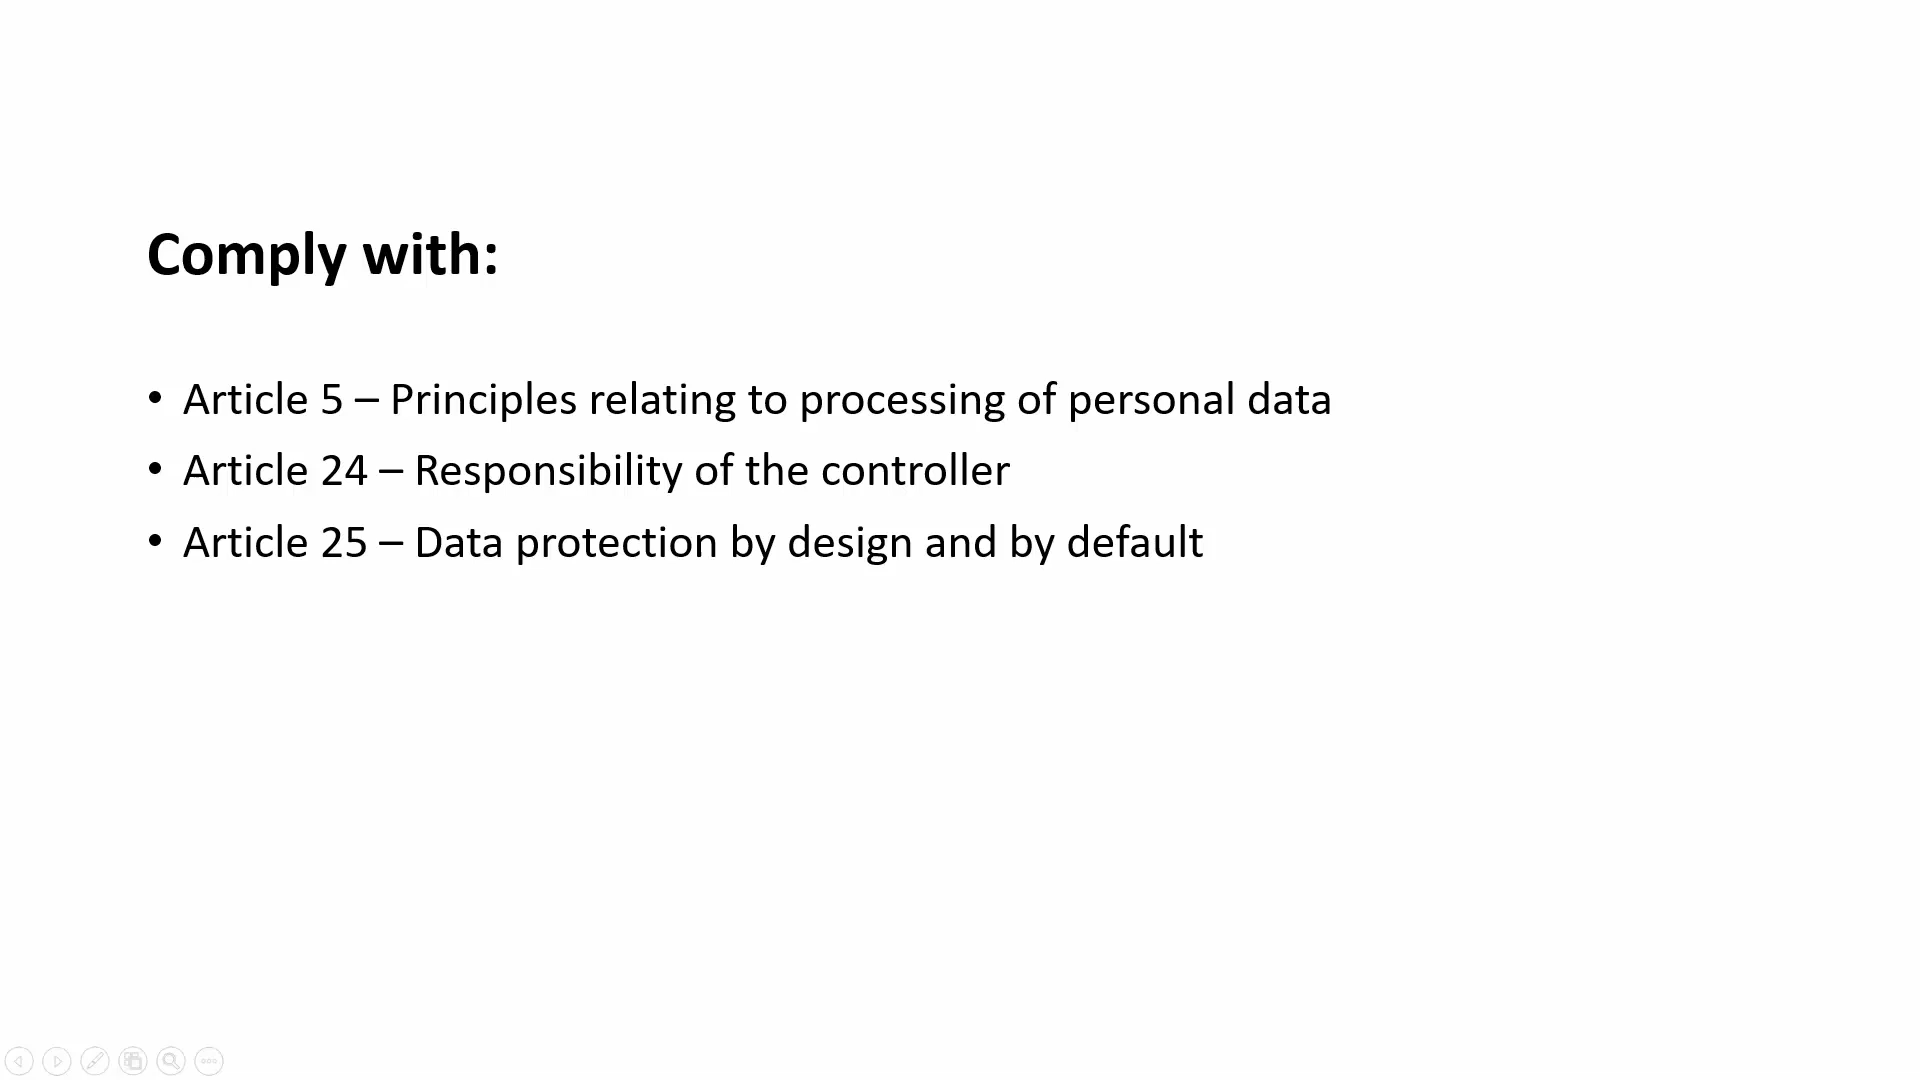 Comply with:
• Article 5 – Principles relating to processing of personal data
• Article 24 – Responsibility of the controller
• Article 25 – Data protection by design and by default